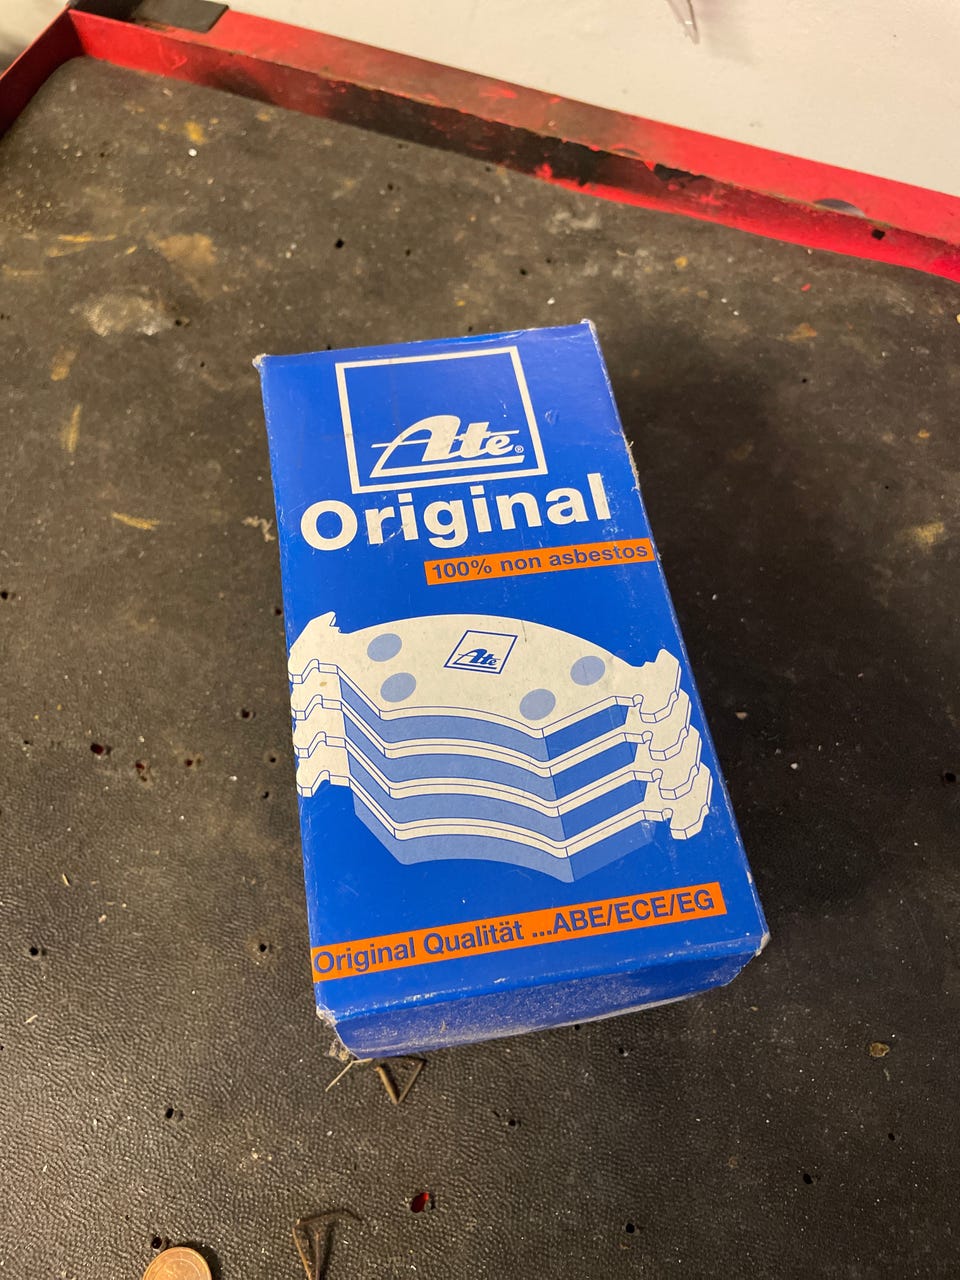 Ate®
Original
100% non asbestos
Ate
Original Qualität ...ABE/ECE/EG